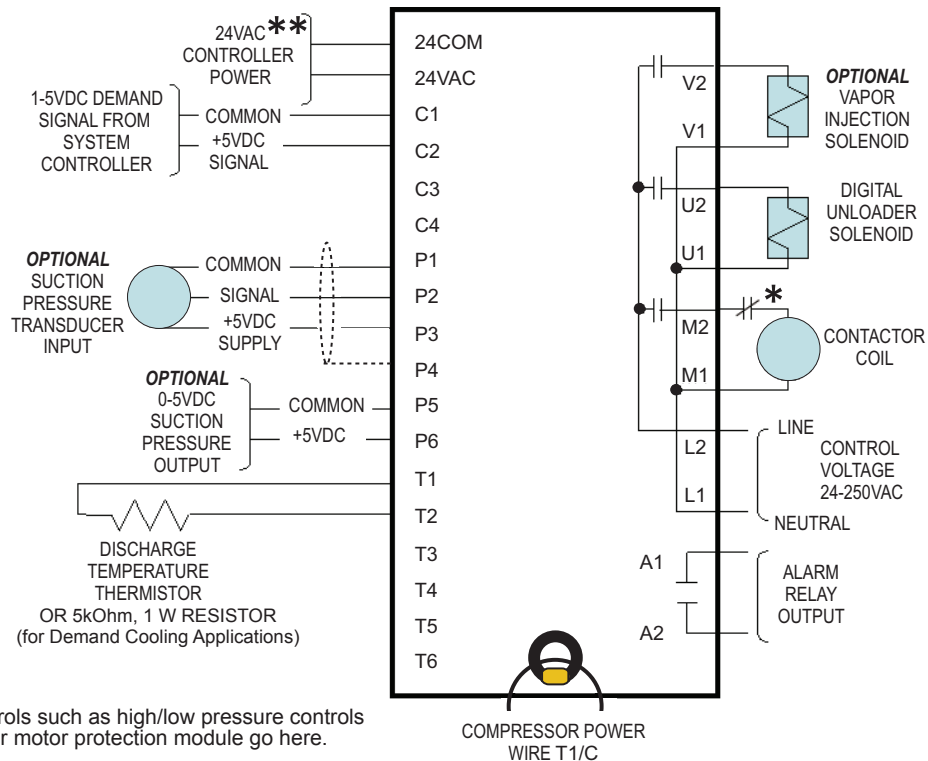 24VAC**
CONTROLLER
POWER
1-5VDC DEMAND
SIGNAL FROM
SYSTEM
CONTROLLER
COMMON
+5VDC
SIGNAL
OPTIONAL
SUCTION
PRESSURE
TRANSDUCER
INPUT
COMMON
SIGNAL
+5VDC
SUPPLY
OPTIONAL
0-5VDC
SUCTION
PRESSURE
OUTPUT
COMMON
+5VDC
DISCHARGE
TEMPERATURE
THERMISTOR
OR 5kOhm, 1 W RESISTOR
(for Demand Cooling Applications)
24COM
24VAC
C1
C2
C3
C4
P1
P2
P3
P4
P5
P6
T1
T2
T3
T4
T5
T6
V2
V1
U2
U1
M2
M1
L2
L1
A1
A2
OPTIONAL
VAPOR
INJECTION
SOLENOID
DIGITAL
UNLOADER
SOLENOID
*
CONTACTOR
COIL
LINE
CONTROL
VOLTAGE
24-250VAC
NEUTRAL
ALARM
RELAY
OUTPUT
COMPRESSOR POWER
WIRE T1/C
such as high/low pressure controls
motor protection module go here.